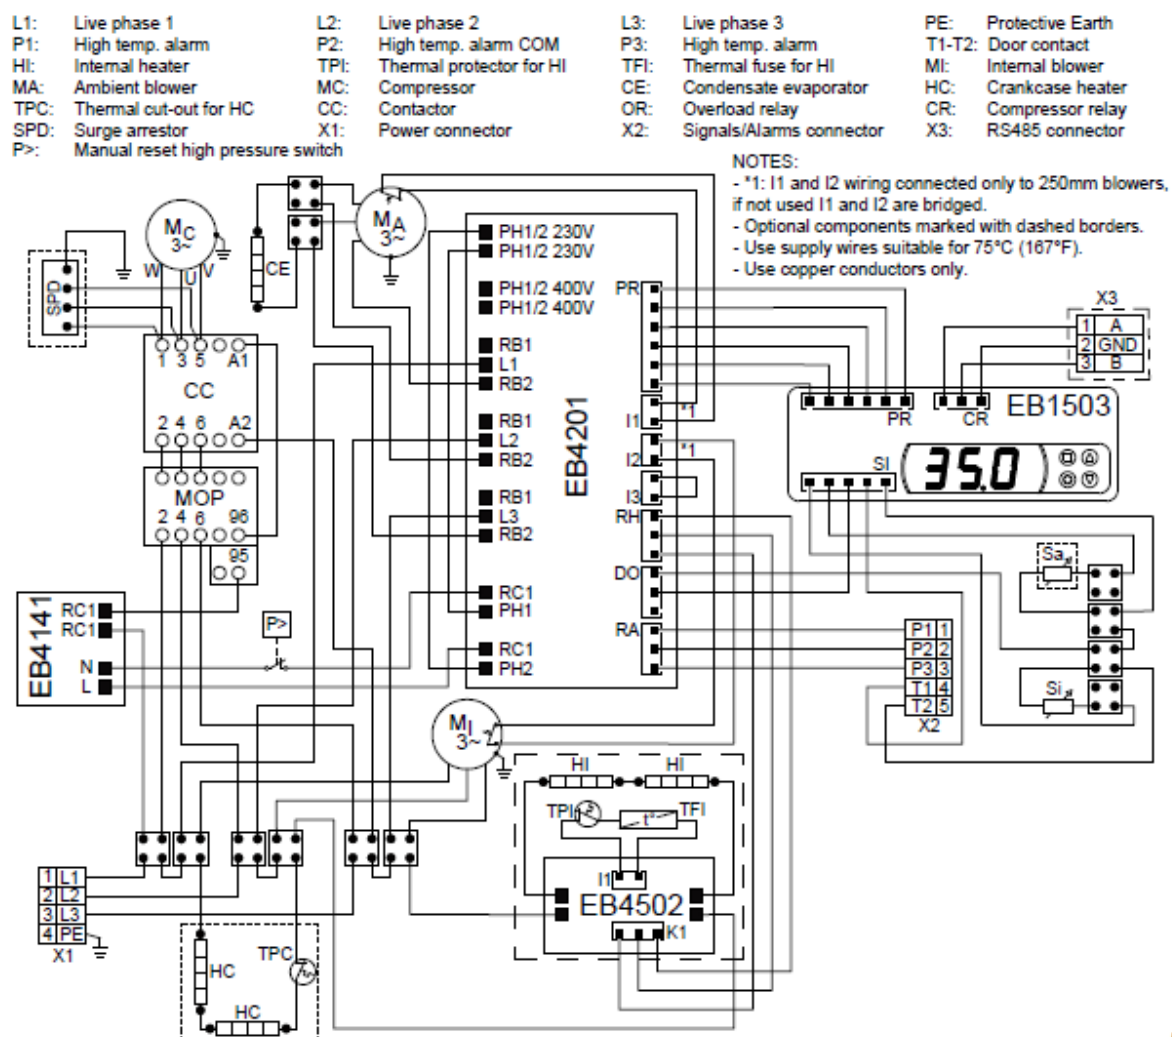 L1: Live phase 1 L2: Live phase 2 L3: Live phase 3 PE: Protective Earth
P1: High temp. alarm P2: High temp. alarm COM P3: High temp. alarm T1-T2: Door contact
HI: Internal heater TPI: Thermal protector for HI TFI: Thermal fuse for HI MI: Internal blower
MA: Ambient blower MC: Compressor CE: Condensate evaporator HC: Crankcase heater
TPC: Thermal cut-out for HC CC: Contactor OR: Overload relay CR: Compressor relay
SPD: Surge arrestor X1: Power connector X2: Signals/Alarms connector X3: RS485 connector
P>: Manual reset high pressure switch
NOTES:
- *1: I1 and I2 wiring connected only to 250mm blowers,
if not used I1 and I2 are bridged.
- Optional components marked with dashed borders.
- Use supply wires suitable for 75°C (167°F).
- Use copper conductors only.
MC
3~
W U V
SPD
CE
MA
3~
1 3 5 A1
CC
2 4 6 A2
MOP
2 4 6 96
95
EB4141
RC1
RC1
N
L
P>
EB4201
PH1/2 230V
PH1/2 230V
PH1/2 400V
PH1/2 400V
RB1
L1
RB2
RB1
L2
RB2
RB1
L3
RB2
RC1
PH1
RC1
PH2
PR
I1
*1
I2
*1
I3
RH
DO
RA
X3
1 A
2 GND
3 B
PR CR
EB1503
SI
35.0
Sa
Si
P1 1
P2 2
P3 3
T1 4
T2 5
X2
MI
3~
HI HI
TPI t° TFI
I1
EB4502
K1
1 L1
2 L2
3 L3
4 PE
X1
HC
TPC
HC